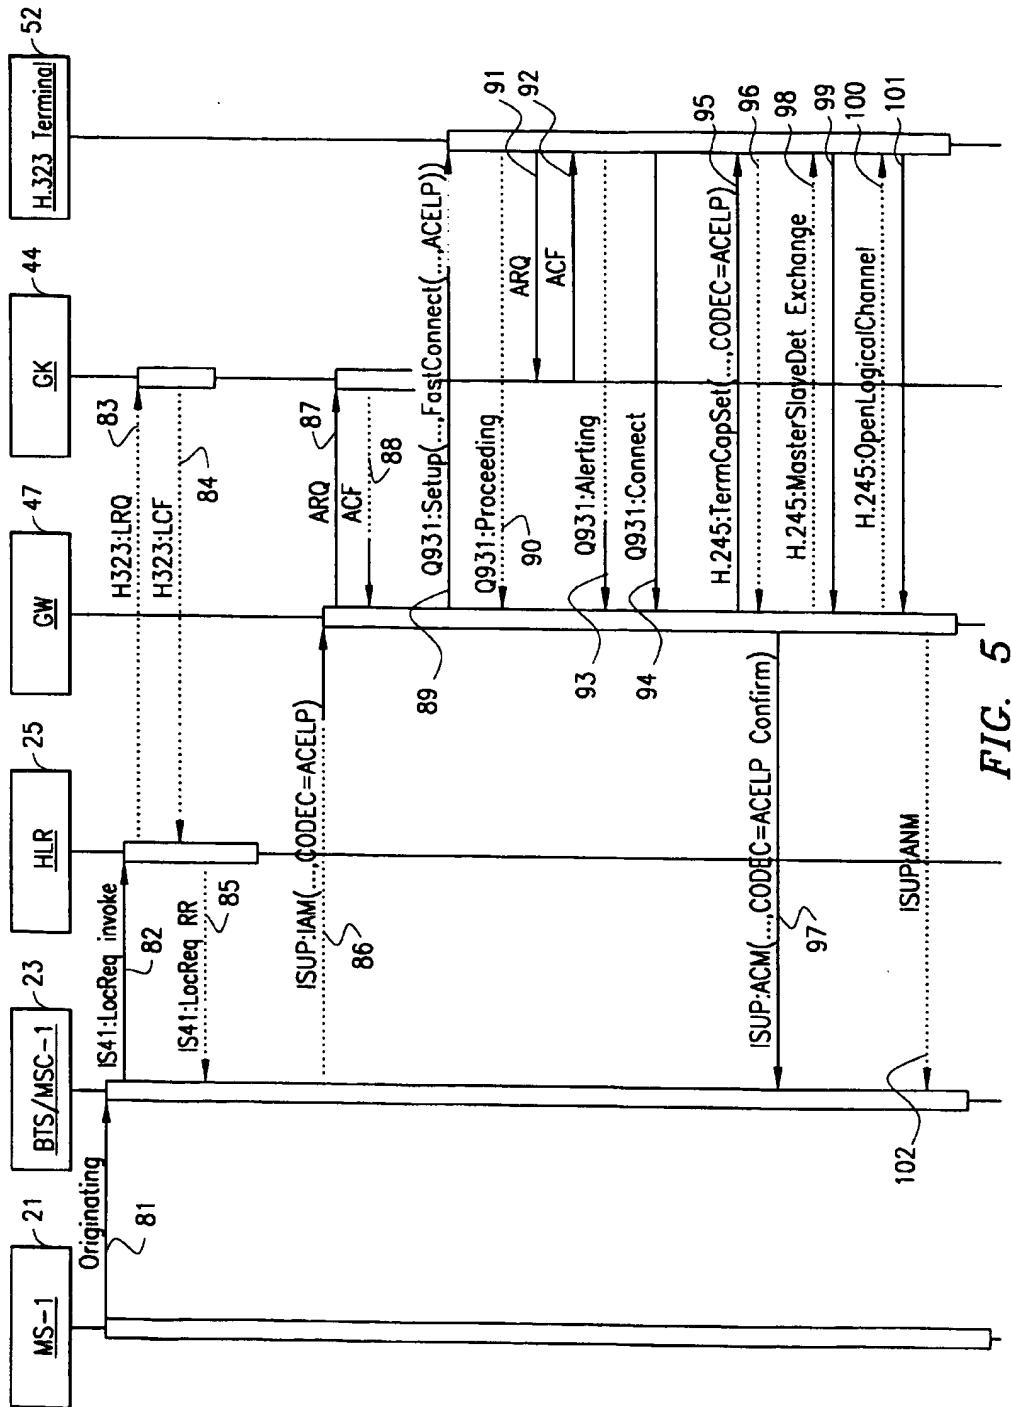 MS-1
21
BTS/MSC-1
23
HLR
25
GW
47
GK
44
H.323 Terminal
52
Originating
81
IS41:LocReq invoke
82
H323:LRQ
83
H323:LCF
84
IS41:LocReq RR
85
ISUP:IAM(...,CODEC=ACELP)
86
ARQ
87
ACF
88
Q931:Setup(...,FastConnect(...,ACELP))
89
Q931:Proceeding
90
ARQ
91
ACF
92
Q931:Alerting
93
Q931:Connect
94
H.245:TermCapSet(...,CODEC=ACELP)
95
96
ISUP:ACM(...,CODEC=ACELP Confirm)
97
H.245:MasterSlaveDet Exchange
98
99
H.245:OpenLogicalChannel
100
101
ISUP:ANM
102
FIG. 5